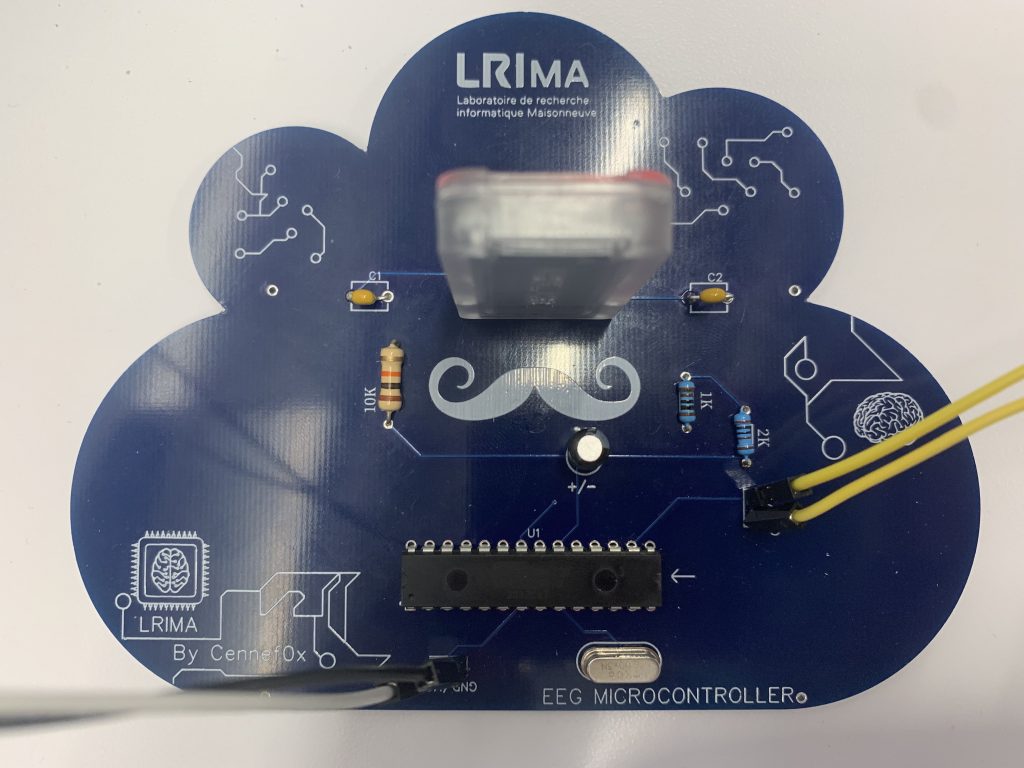 LRIMA
Laboratoire de recherche
informatique Maisonneuve
C1
C2
10K
1K
2K
+/-
U1
LRIMA
By Cennef0x
GND
EEG MICROCONTROLLER